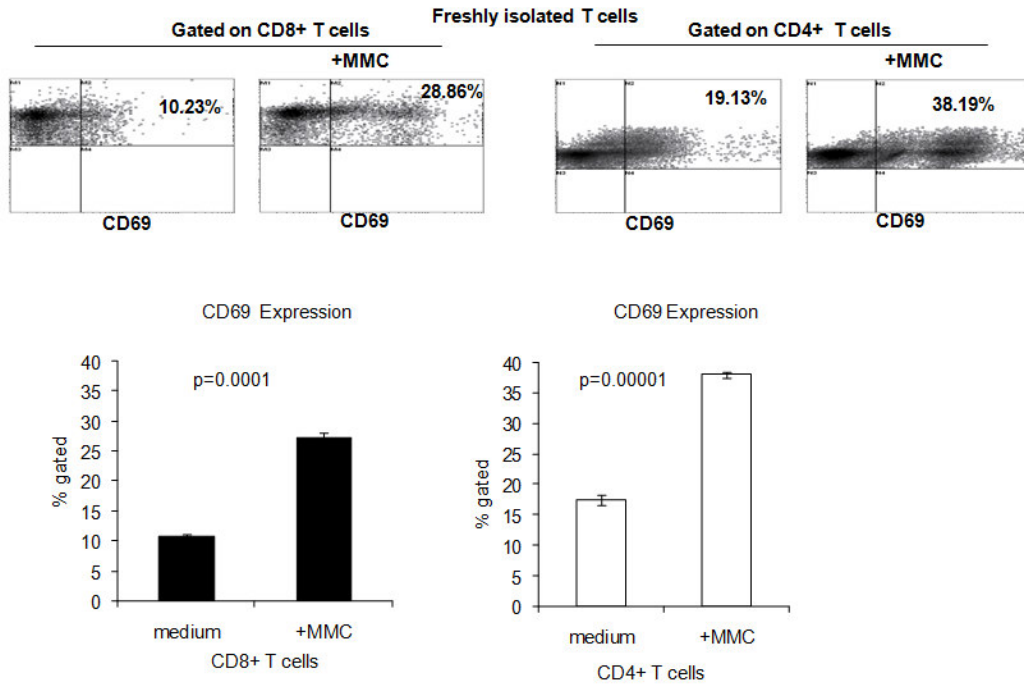 Freshly isolated T cells
Gated on CD8+ T cells
Gated on CD4+ T cells
+MMC
+MMC
10.23%
28.86%
19.13%
38.19%
CD69
CD69
CD69
CD69
CD69 Expression
40
35
30
25
20
15
10
5
0
% gated
p=0.0001
medium
+MMC
CD8+ T cells
CD69 Expression
40
35
30
25
20
15
10
5
0
% gated
p=0.00001
medium
+MMC
CD4+ T cells